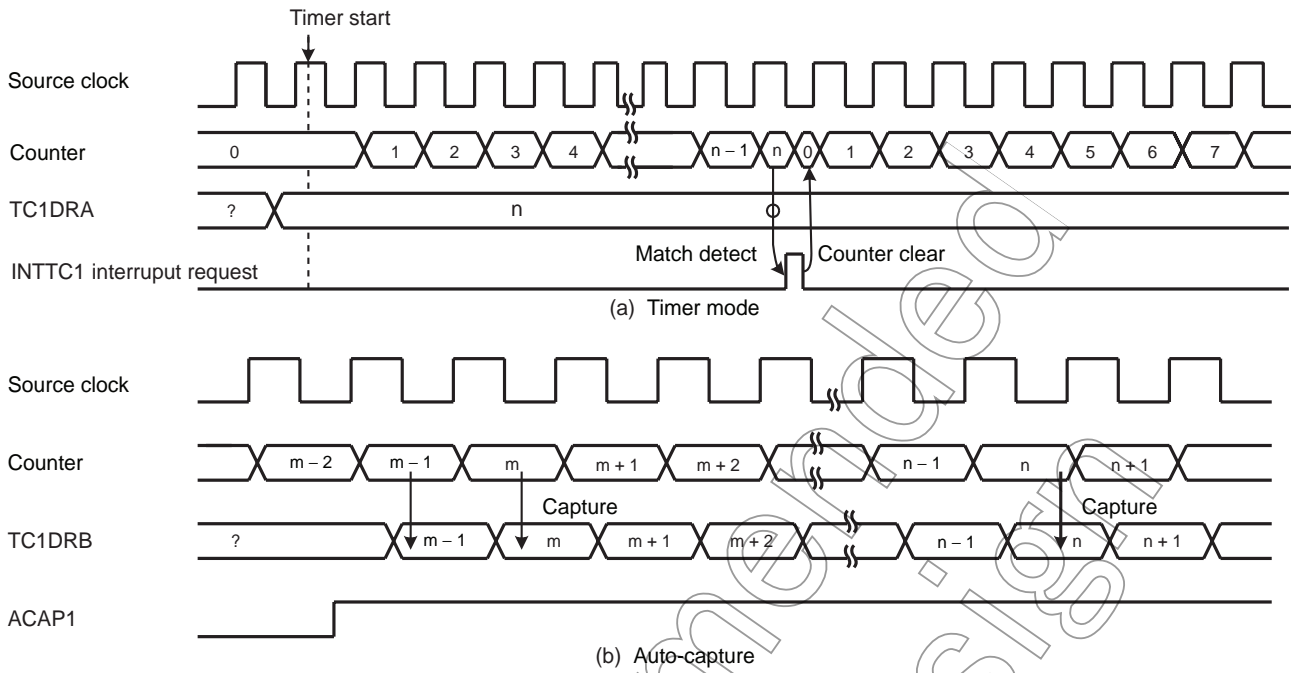 Timer start
Source clock
Counter 0 1 2 3 4 n – 1 n 0 1 2 3 4 5 6 7
TC1DRA ? n
Match detect Counter clear
INTTC1 interruput request
(a) Timer mode
Source clock
Counter m – 2 m – 1 m m + 1 m + 2 n – 1 n n + 1
Capture Capture
TC1DRB ? m – 1 m m + 1 m + 2 n – 1 n n + 1
ACAP1
(b) Auto-capture
mended
sign